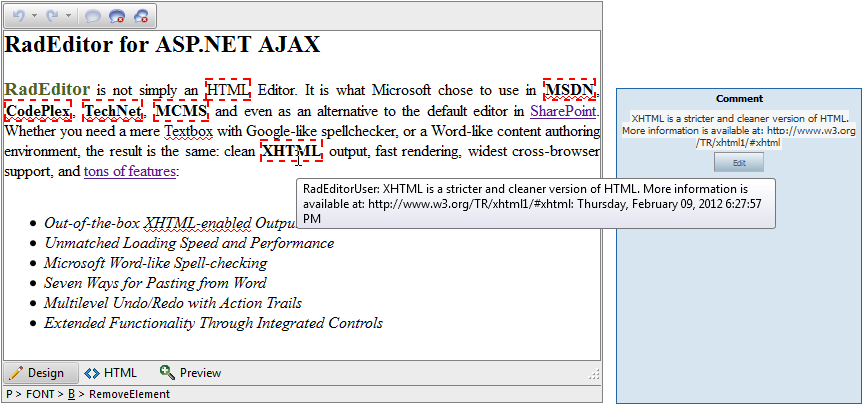 RadEditor for ASP.NET AJAX
RadEditor is not simply an HTML Editor. It is what Microsoft chose to use in MSDN,
CodePlex, TechNet, MCMS and even as an alternative to the default editor in SharePoint.
Whether you need a mere Textbox with Google-like spellchecker, or a Word-like content authoring
environment, the result is the same: clean XHTML output, fast rendering, widest cross-browser
support, and tons of features:
RadEditorUser: XHTML is a stricter and cleaner version of HTML. More information is
available at: http://www.w3.org/TR/xhtml1/#xhtml: Thursday, February 09, 2012 6:27:57
PM
Out-of-the-box XHTML-enabled Outpu
Unmatched Loading Speed and Performance
Microsoft Word-like Spell-checking
Seven Ways for Pasting from Word
Multilevel Undo/Redo with Action Trails
Extended Functionality Through Integrated Controls
Design HTML Preview
P > FONT > B > RemoveElement
Comment
XHTML is a stricter and cleaner version of HTML.
More information is available at: http://www.w3.org
/TR/xhtml1/#xhtml
Edit